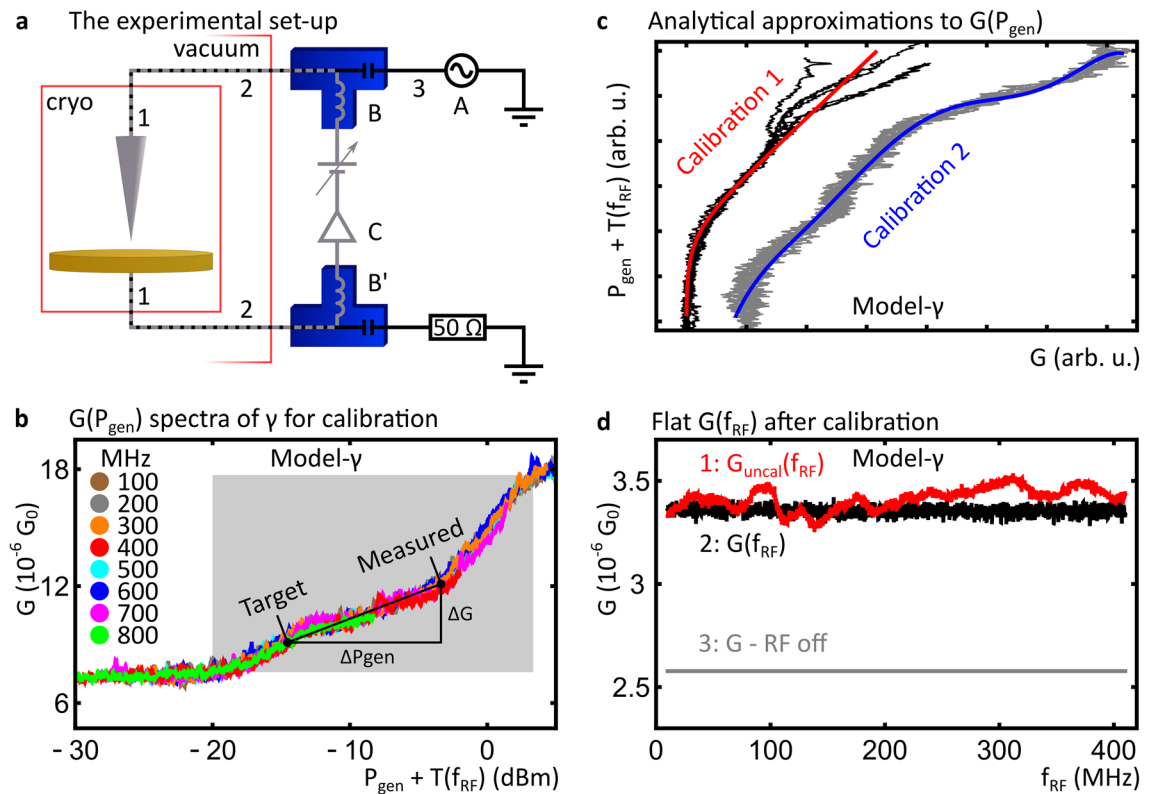 a The experimental set-up
vacuum
cryo
1
2
3
A
B
C
B'
1
2
50 Ω
b G(Pgen) spectra of γ for calibration
Model-γ
MHz
100
200
300
400
500
600
700
800
Measured
Target
ΔG
ΔPgen
18
12
6
G (10⁻⁶ G₀)
- 30
- 20
- 10
0
Pgen + T(fRF) (dBm)
c Analytical approximations to G(Pgen)
Calibration 1
Calibration 2
Model-γ
Pgen + T(fRF) (arb. u.)
G (arb. u.)
d Flat G(fRF) after calibration
1: Guncal(fRF)
Model-γ
2: G(fRF)
3: G - RF off
3.5
3
2.5
G (10⁻⁶ G₀)
0
100
200
300
400
fRF (MHz)